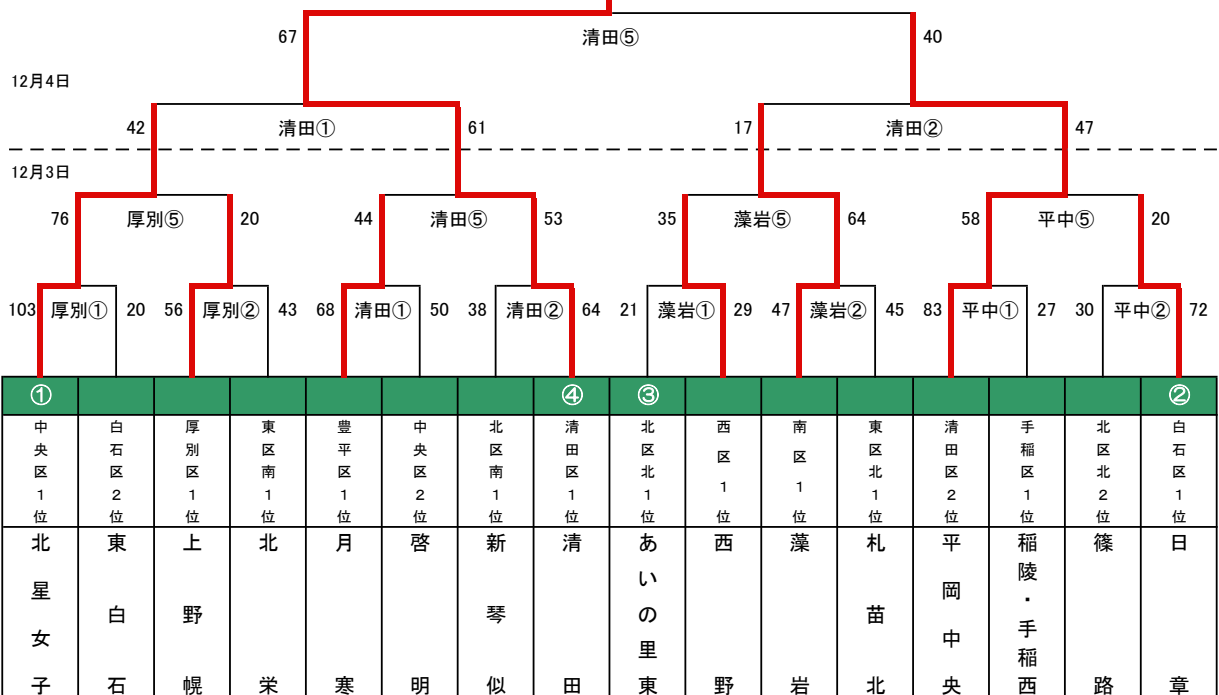 67 清田⑤ 40
12月4日
42 清田① 61 17 清田② 47
12月3日
76 厚別⑤ 20 44 清田⑤ 53 35 藻岩⑤ 64 58 平中⑤ 20
103 厚別① 20 56 厚別② 43 68 清田① 50 38 清田② 64 21 藻岩① 29 47 藻岩② 45 83 平中① 27 30 平中② 72
① ④ ③ ②
中央区1位 白石区2位 厚別区1位 東区南1位 豊平区1位 中央区2位 北区南1位 清田区1位 北区北1位 西区1位 南区1位 東区北1位 清田区2位 手稲区1位 北区北2位 白石区1位
北星女子 東白石 上野幌 北栄 月寒 啓明 新琴似 清田 あいの里東 西野 藻岩 札苗北 平岡中央 稲陵・手稲西 篠路 日章